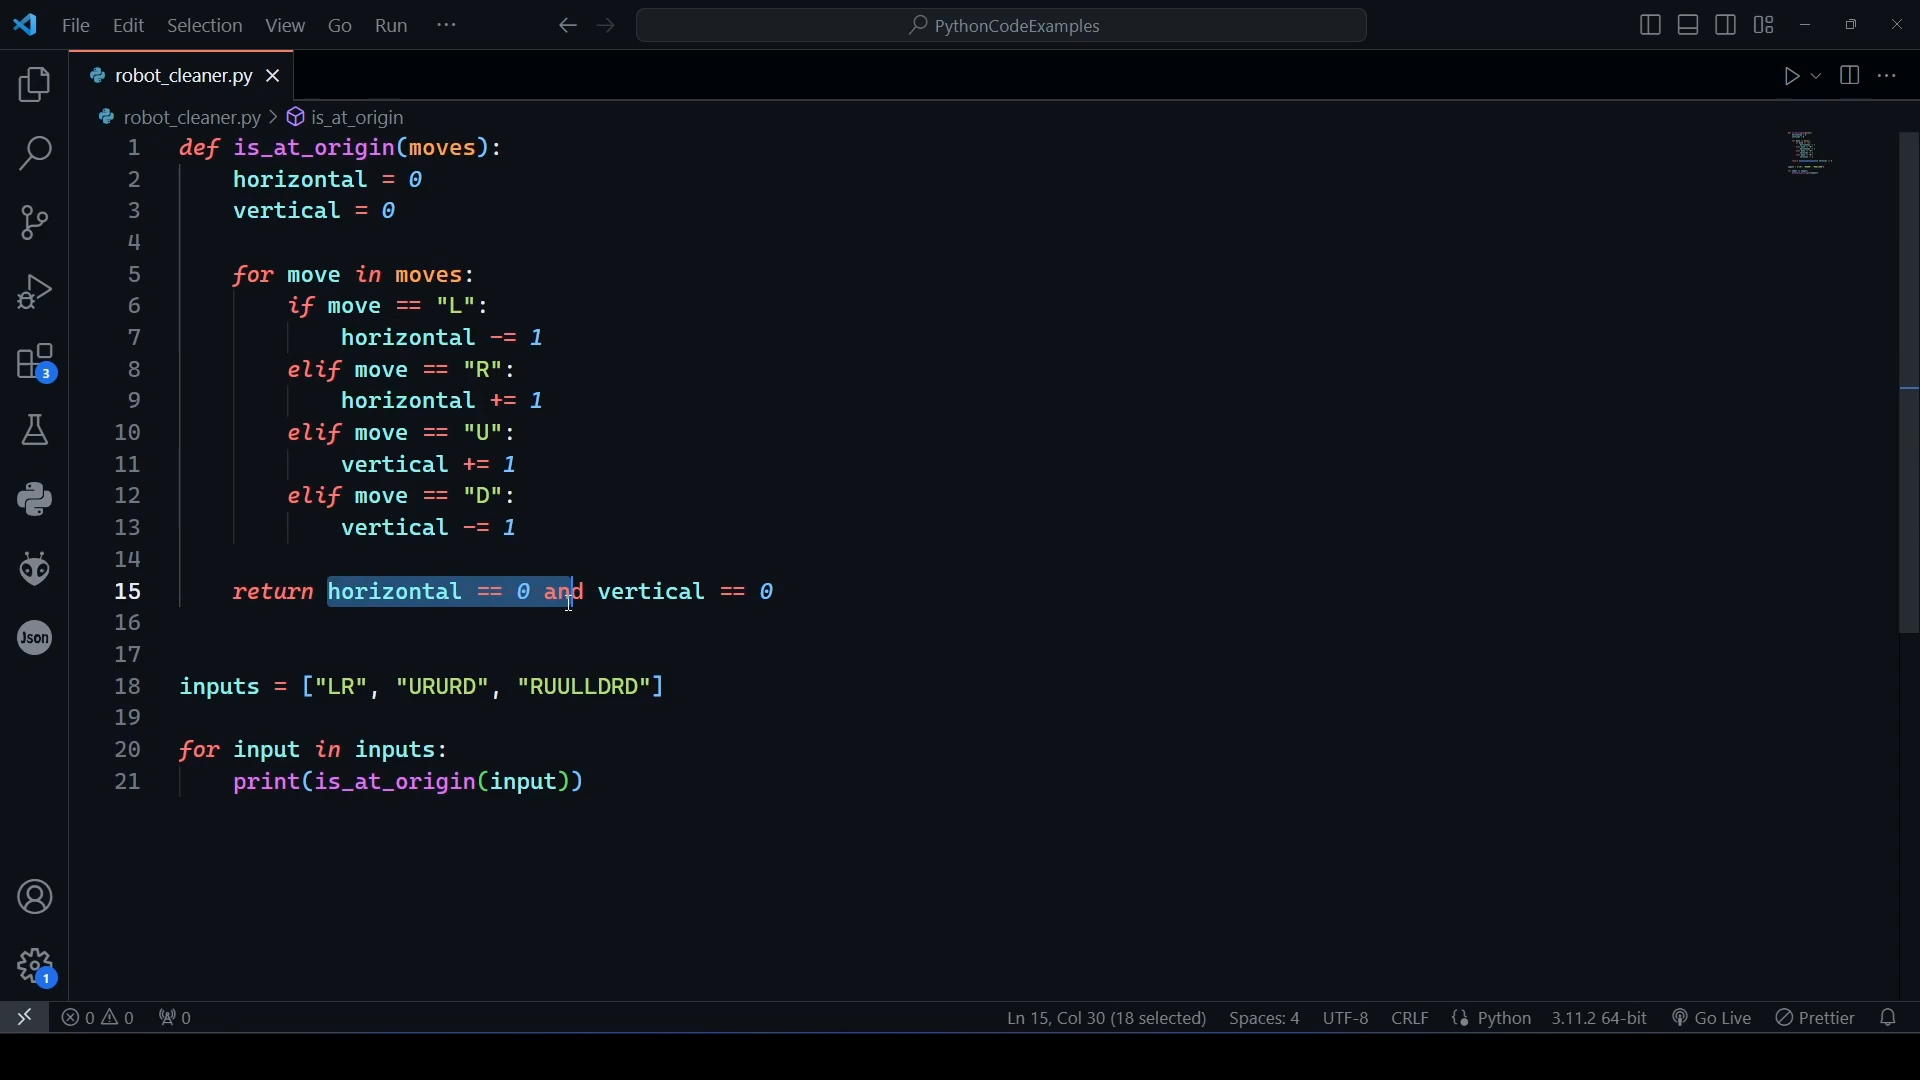 File Edit Selection View Go Run ···
PythonCodeExamples
robot_cleaner.py
robot_cleaner.py > is_at_origin
1 def is_at_origin(moves):
2     horizontal = 0
3     vertical = 0
4
5     for move in moves:
6         if move == "L":
7             horizontal -= 1
8         elif move == "R":
9             horizontal += 1
10         elif move == "U":
11             vertical += 1
12         elif move == "D":
13             vertical -= 1
14
15     return horizontal == 0 and vertical == 0
16
17
18 inputs = ["LR", "URURD", "RUULLDRD"]
19
20 for input in inputs:
21     print(is_at_origin(input))
3
Json
1
0 0 0 Ln 15, Col 30 (18 selected) Spaces: 4 UTF-8 CRLF Python 3.11.2 64-bit Go Live Prettier